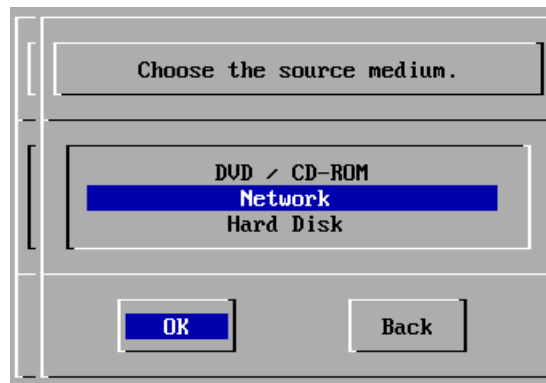 Choose the source medium.
DVD / CD-ROM
Network
Hard Disk
OK Back